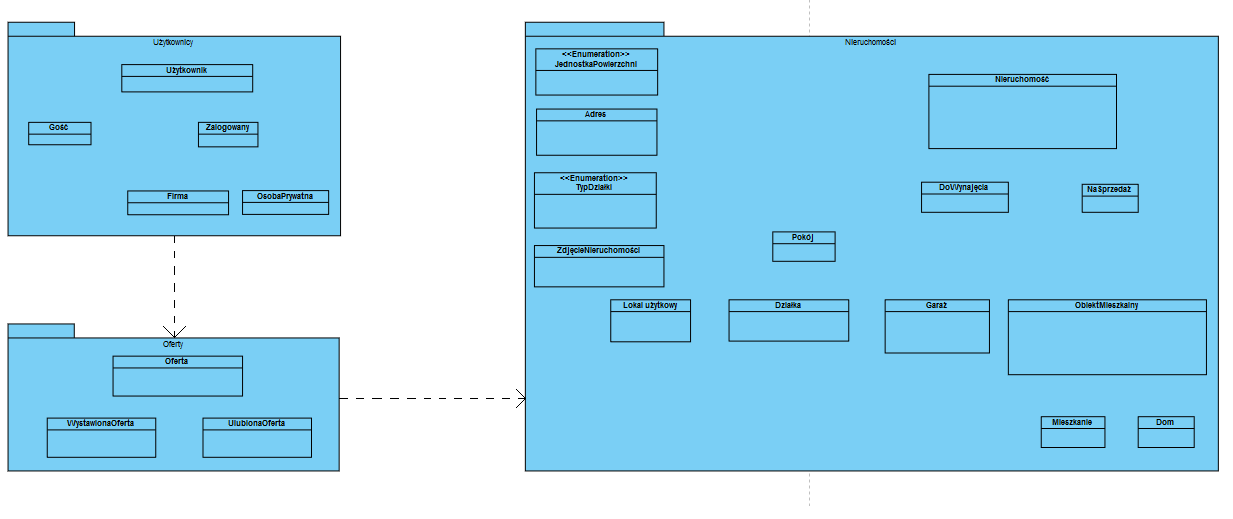 Użytkownicy
Użytkownik
Gość
Zalogowany
Firma
OsobaPrywatna
Oferty
Oferta
WystawionaOferta
UlubionaOferta
Nieruchomości
<<Enumeration>>
JednostkaPowierzchni
Adres
<<Enumeration>>
TypDziałki
ZdjęcieNieruchomości
Nieruchomość
DoWynajęcia
NaSprzedaż
Pokój
Lokal użytkowy
Działka
Garaż
ObiektMieszkalny
Mieszkanie
Dom